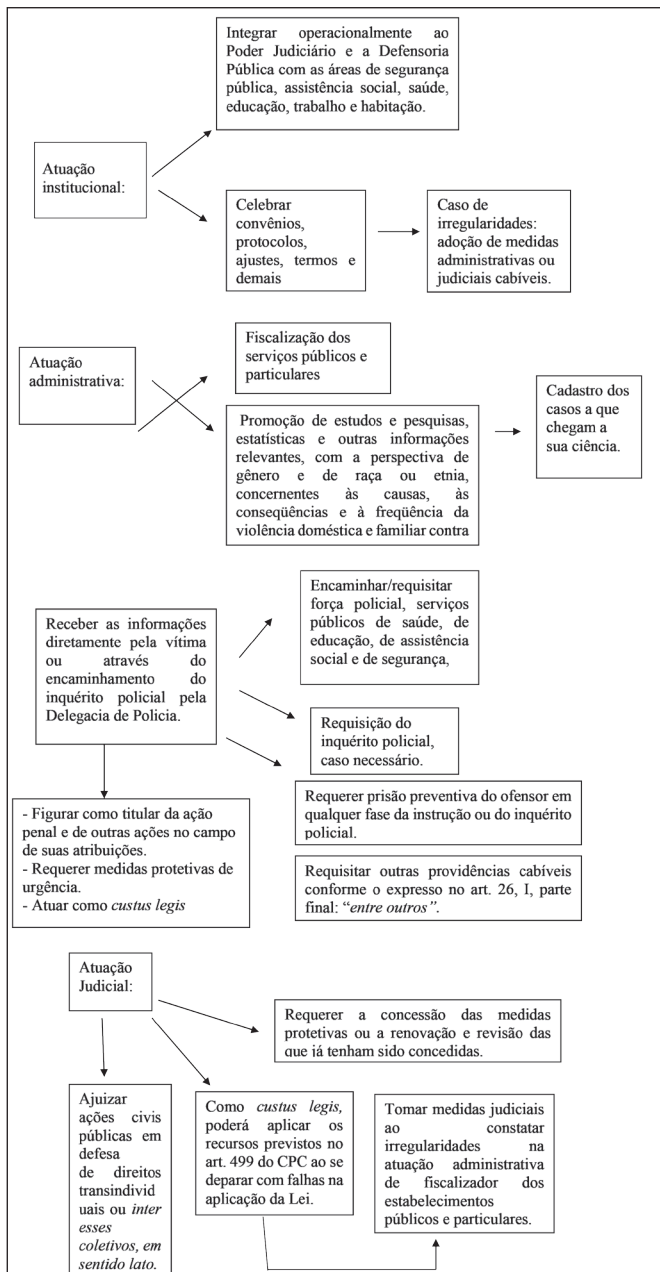 Integrar operacionalmente ao
Poder Judiciário e a Defensoria
Pública com as áreas de segurança
pública, assistência social, saúde,
educação, trabalho e habitação.
Atuação
institucional:
Celebrar
convênios,
protocolos,
ajustes, termos e
demais
Caso de
irregularidades:
adoção de medidas
administrativas ou
judiciais cabíveis.
Atuação
administrativa:
Fiscalização dos
serviços públicos e
particulares
Promoção de estudos e pesquisas,
estatísticas e outras informações
relevantes, com a perspectiva de
gênero e de raça ou etnia,
concernentes às causas, às
conseqüências e à freqüência da
violência doméstica e familiar contra
Cadastro dos
casos a que
chegam a
sua ciência.
Receber as informações
diretamente pela vítima
ou através do
encaminhamento do
inquérito policial pela
Delegacia de Policia.
Encaminhar/requisitar
força policial, serviços
públicos de saúde, de
educação, de assistência
social e de segurança,
Requisição do
inquérito policial,
caso necessário.
Requerer prisão preventiva do ofensor em
qualquer fase da instrução ou do inquérito
policial.
- Figurar como titular da ação
penal e de outras ações no campo
de suas atribuições.
- Requerer medidas protetivas de
urgência.
- Atuar como custus legis
Requisitar outras providências cabíveis
conforme o expresso no art. 26, I, parte
final: “entre outros”.
Atuação
Judicial:
Requerer a concessão das medidas
protetivas ou a renovação e revisão das
que já tenham sido concedidas.
Ajuizar
ações civis
públicas em
defesa
de direitos
transindivid
uais ou inter
esses
coletivos, em
sentido lato.
Como custus legis,
poderá aplicar os
recursos previstos no
art. 499 do CPC ao se
deparar com falhas na
aplicação da Lei.
Tomar medidas judiciais
ao constatar
irregularidades na
atuação administrativa
de fiscalizador dos
estabelecimentos
públicos e particulares.